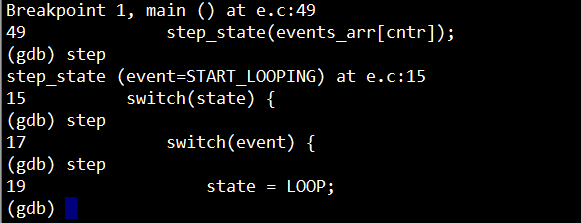 Breakpoint 1, main () at e.c:49
49              step_state(events_arr[cntr]);
(gdb) step
step_state (event=START_LOOPING) at e.c:15
15          switch(state) {
(gdb) step
17              switch(event) {
(gdb) step
19                  state = LOOP;
(gdb)